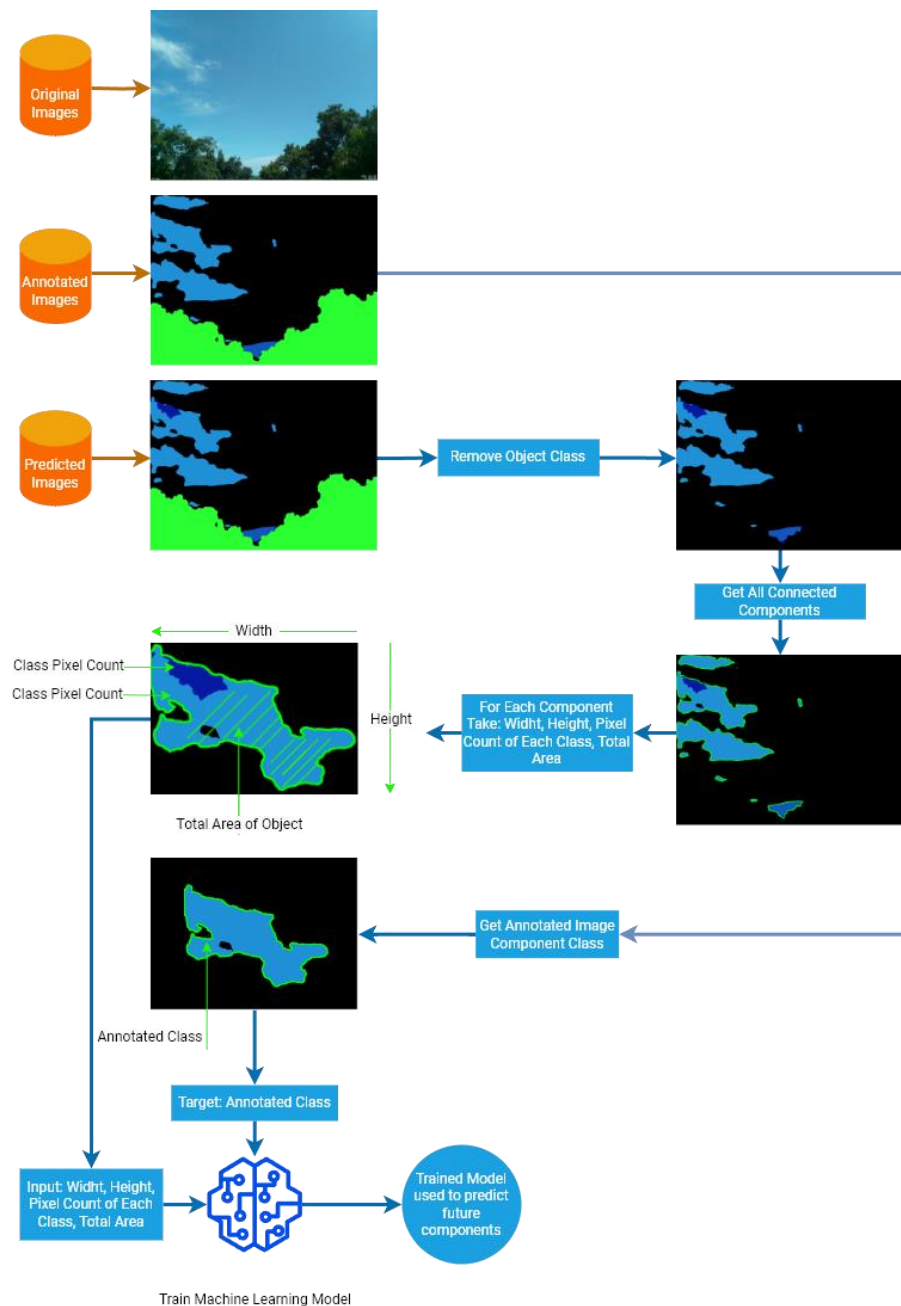 Original
Images
Annotated
Images
Predicted
Images
Remove Object Class
Get All Connected
Components
Width
Class Pixel Count
Class Pixel Count
Height
For Each Component
Take: Widht, Height, Pixel
Count of Each Class, Total
Area
Total Area of Object
Get Annotated Image
Component Class
Annotated Class
Target: Annotated Class
Input: Widht, Height,
Pixel Count of Each
Class, Total Area
Trained Model
used to predict
future
components
Train Machine Learning Model